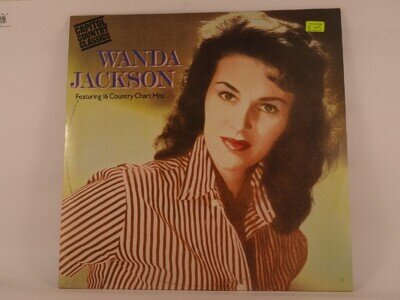 CAPITOL
COUNTRY
CLASSICS
WANDA
JACKSON
Featuring 16 Country Chart Hits